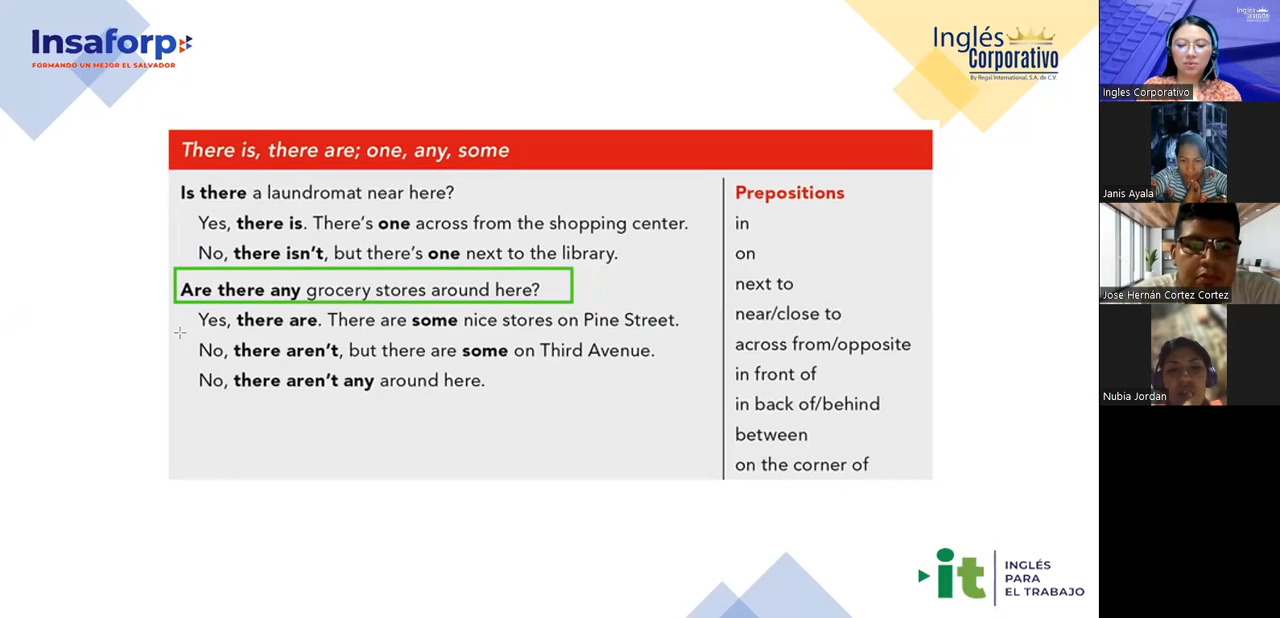 Insaforp
FORMANDO UN MEJOR EL SALVADOR
Inglés
Corporativo
By Regal International, S.A. de C.V.
There is, there are; one, any, some
Is there a laundromat near here?
Yes, there is. There's one across from the shopping center.
No, there isn't, but there's one next to the library.
Are there any grocery stores around here?
Yes, there are. There are some nice stores on Pine Street.
No, there aren't, but there are some on Third Avenue.
No, there aren't any around here.
Prepositions
in
on
next to
near/close to
across from/opposite
in front of
in back of/behind
between
on the corner of
it
INGLÉS
PARA
EL TRABAJO
Inglés
Corporativo
Ingles Corporativo
Janis Ayala
Jose Hernán Cortez Cortez
Nubia Jordan